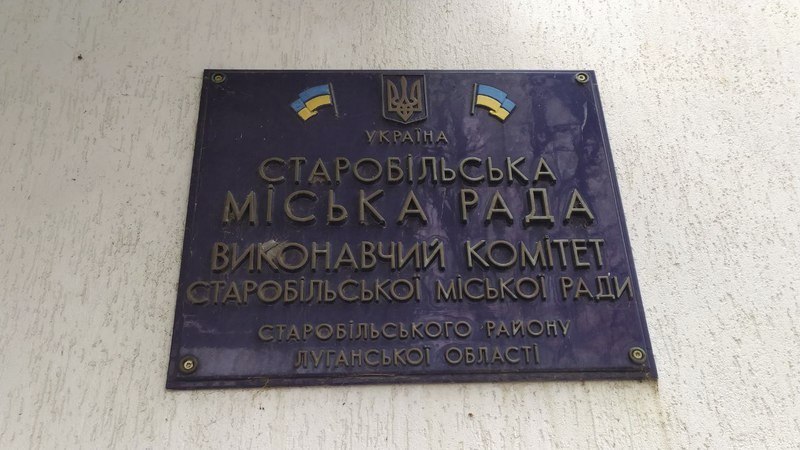 УКРАЇНА
СТАРОБІЛЬСЬКА
МІСЬКА РАДА
ВИКОНАВЧИЙ КОМІТЕТ
СТАРОБІЛЬСЬКОЇ МІСЬКОЇ РАДИ
СТАРОБІЛЬСЬКОГО РАЙОНУ
ЛУГАНСЬКОЇ ОБЛАСТІ